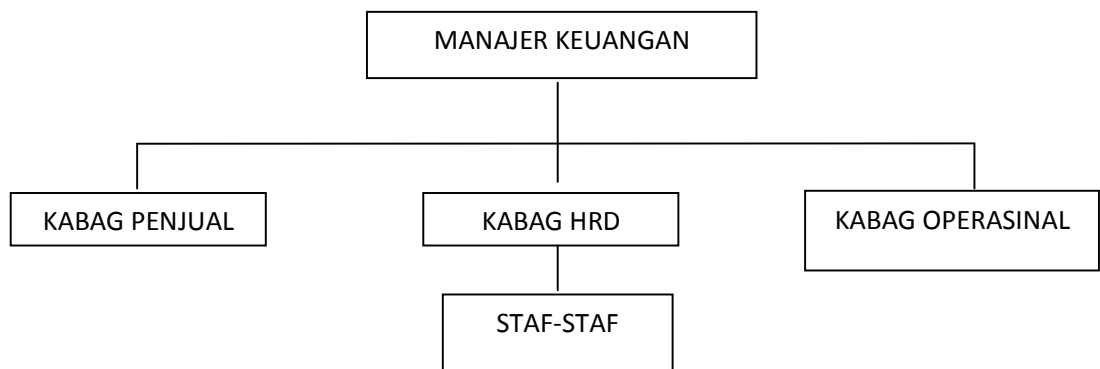 MANAJER KEUANGAN
KABAG PENJUAL
KABAG HRD
KABAG OPERASINAL
STAF-STAF